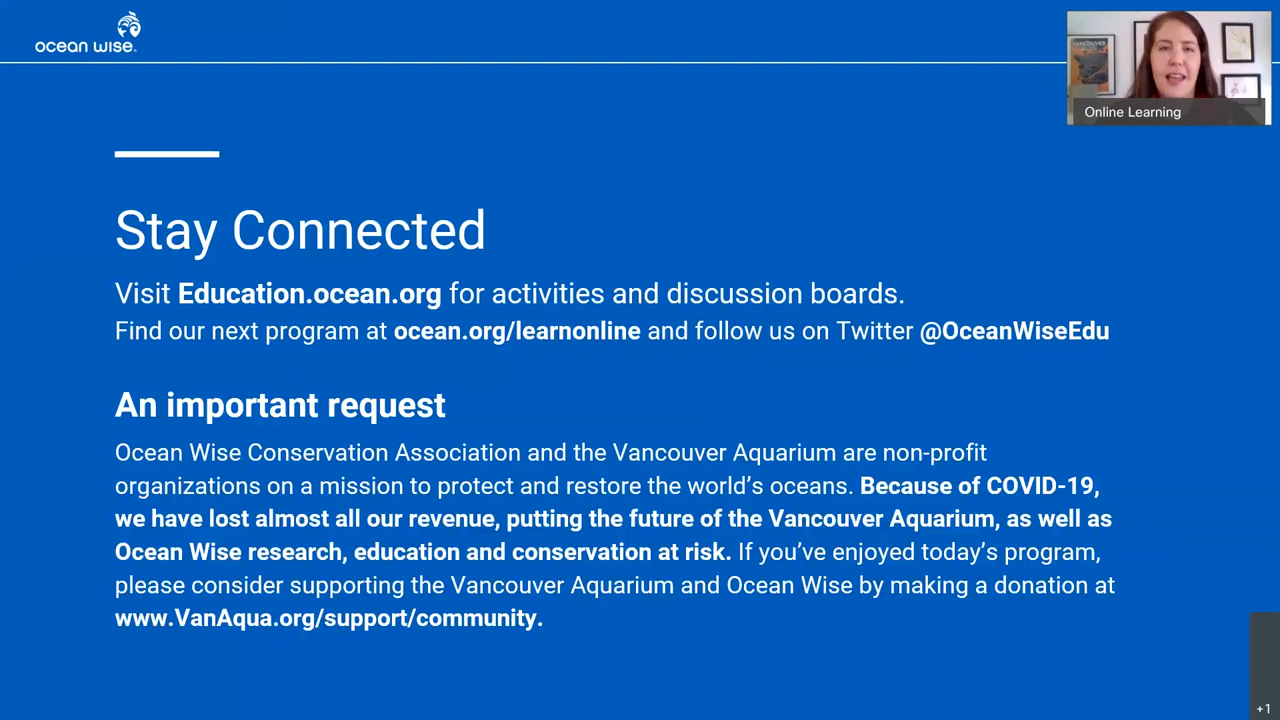 ocean wise.
VANCOUVER
Online Learning
Stay Connected
Visit Education.ocean.org for activities and discussion boards.
Find our next program at ocean.org/learnonline and follow us on Twitter @OceanWiseEdu
An important request
Ocean Wise Conservation Association and the Vancouver Aquarium are non-profit
organizations on a mission to protect and restore the world’s oceans. Because of COVID-19,
we have lost almost all our revenue, putting the future of the Vancouver Aquarium, as well as
Ocean Wise research, education and conservation at risk. If you’ve enjoyed today’s program,
please consider supporting the Vancouver Aquarium and Ocean Wise by making a donation at
www.VanAqua.org/support/community.
+1